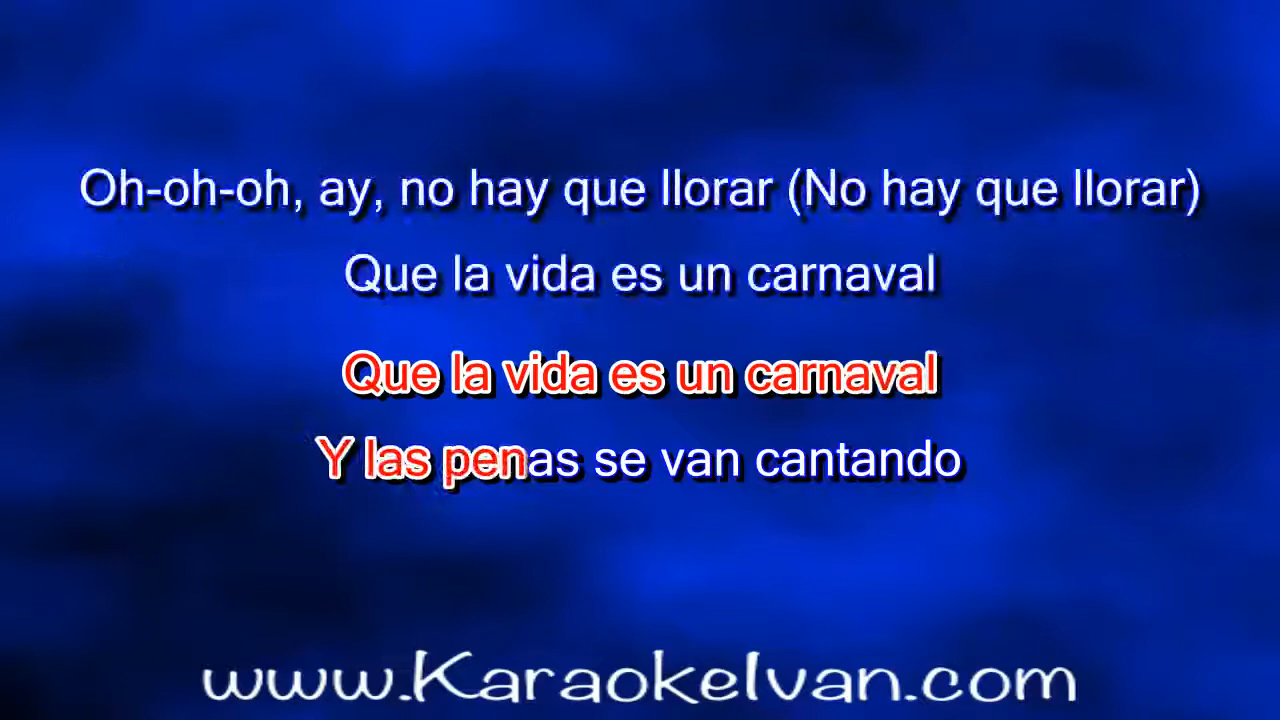 Oh-oh-oh, ay, no hay que llorar (No hay que llorar)
Que la vida es un carnaval
Que la vida es un carnaval
Y las penas se van cantando
www.KaraokeIvan.com